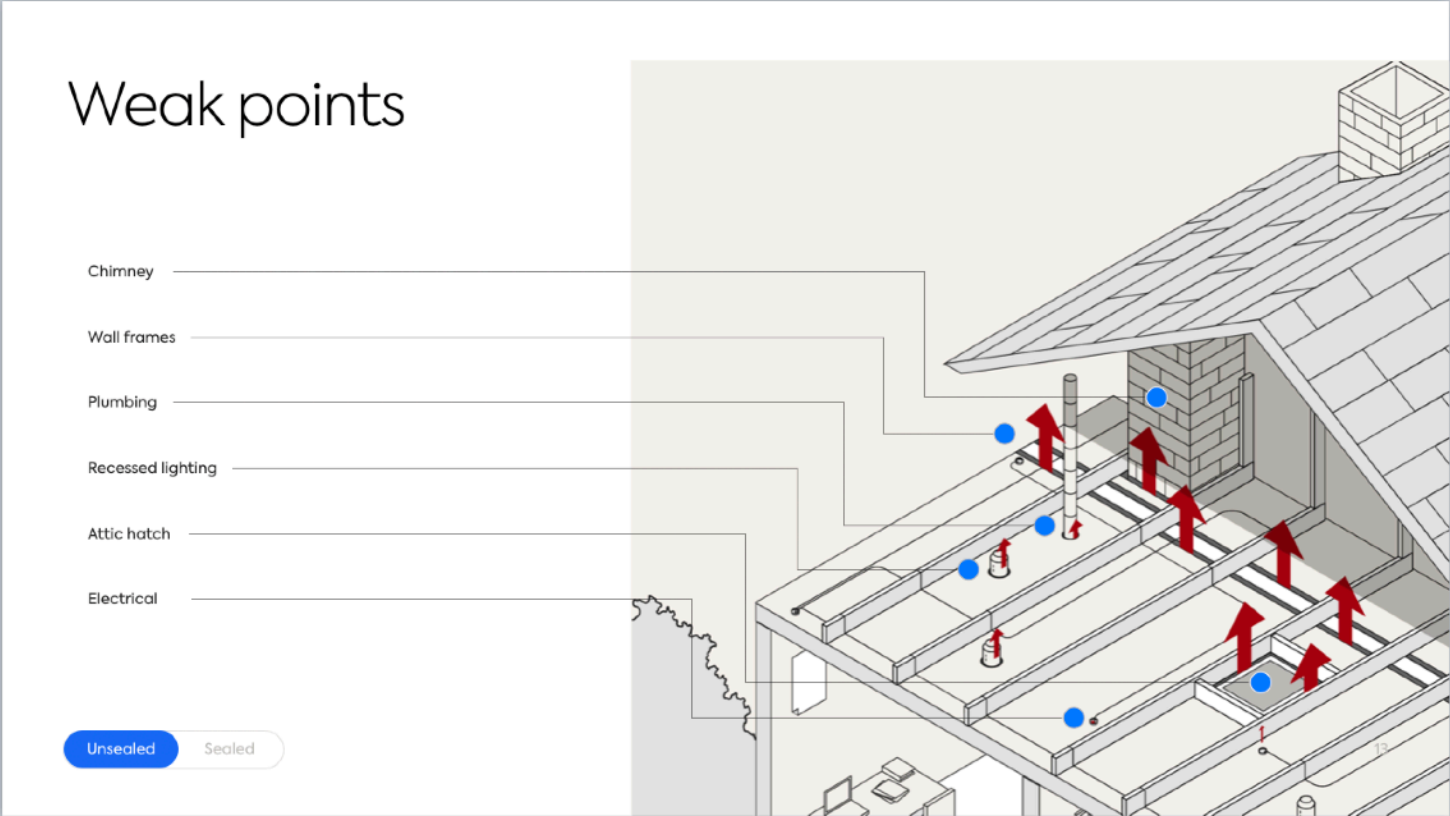 Weak points
Chimney
Wall frames
Plumbing
Recessed lighting
Attic hatch
Electrical
Unsealed
Sealed
13